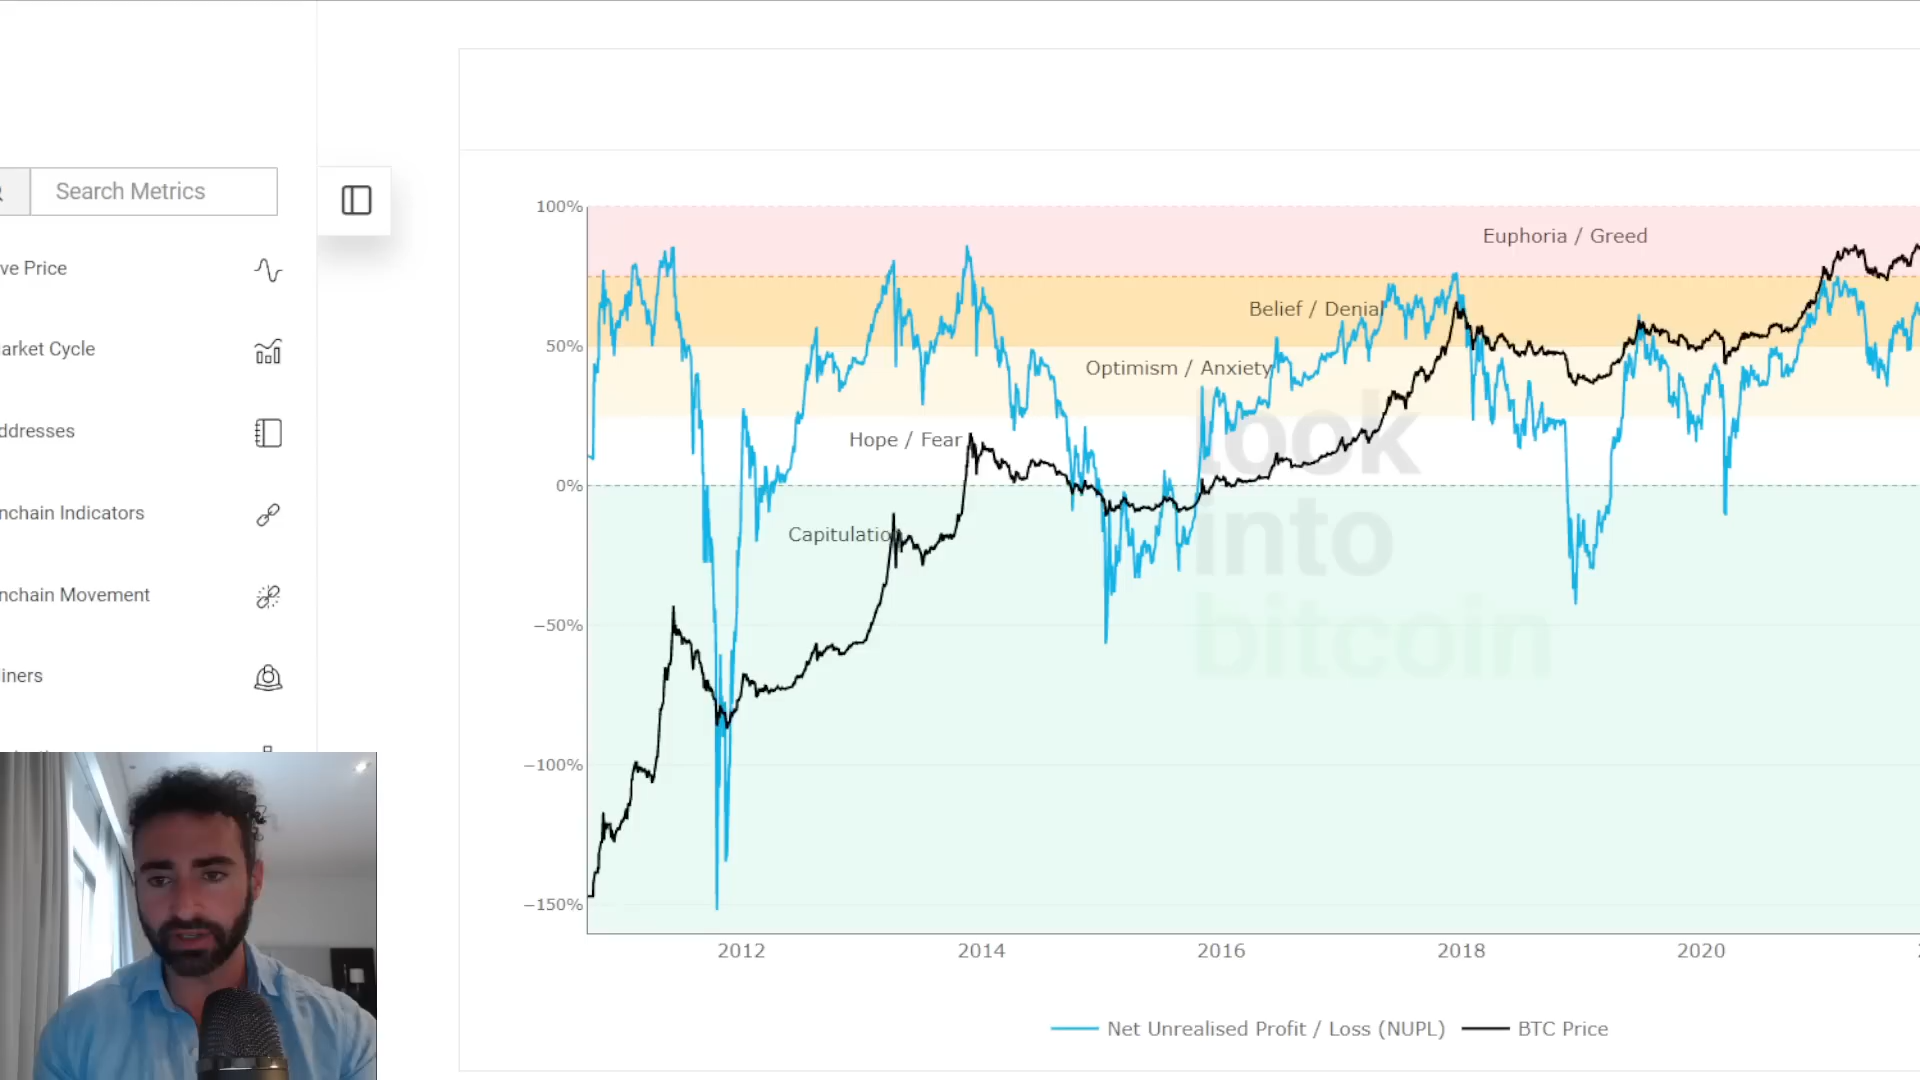 Search Metrics
ve Price
arket Cycle
ddresses
nchain Indicators
nchain Movement
iners
100%
50%
0%
−50%
−100%
−150%
Euphoria / Greed
Belief / Denial
Optimism / Anxiety
Hope / Fear
Capitulatio
look
into
bitcoin
2012
2014
2016
2018
2020
Net Unrealised Profit / Loss (NUPL)
BTC Price